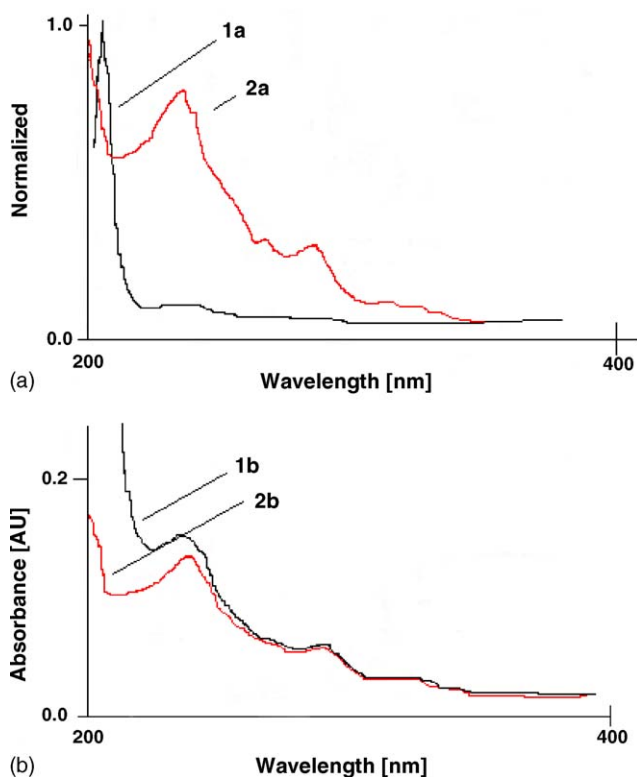 1.0
1a
2a
Normalized
0.0
200
400
(a)
Wavelength [nm]
0.2
1b
2b
Absorbance [AU]
0.0
200
400
(b)
Wavelength [nm]